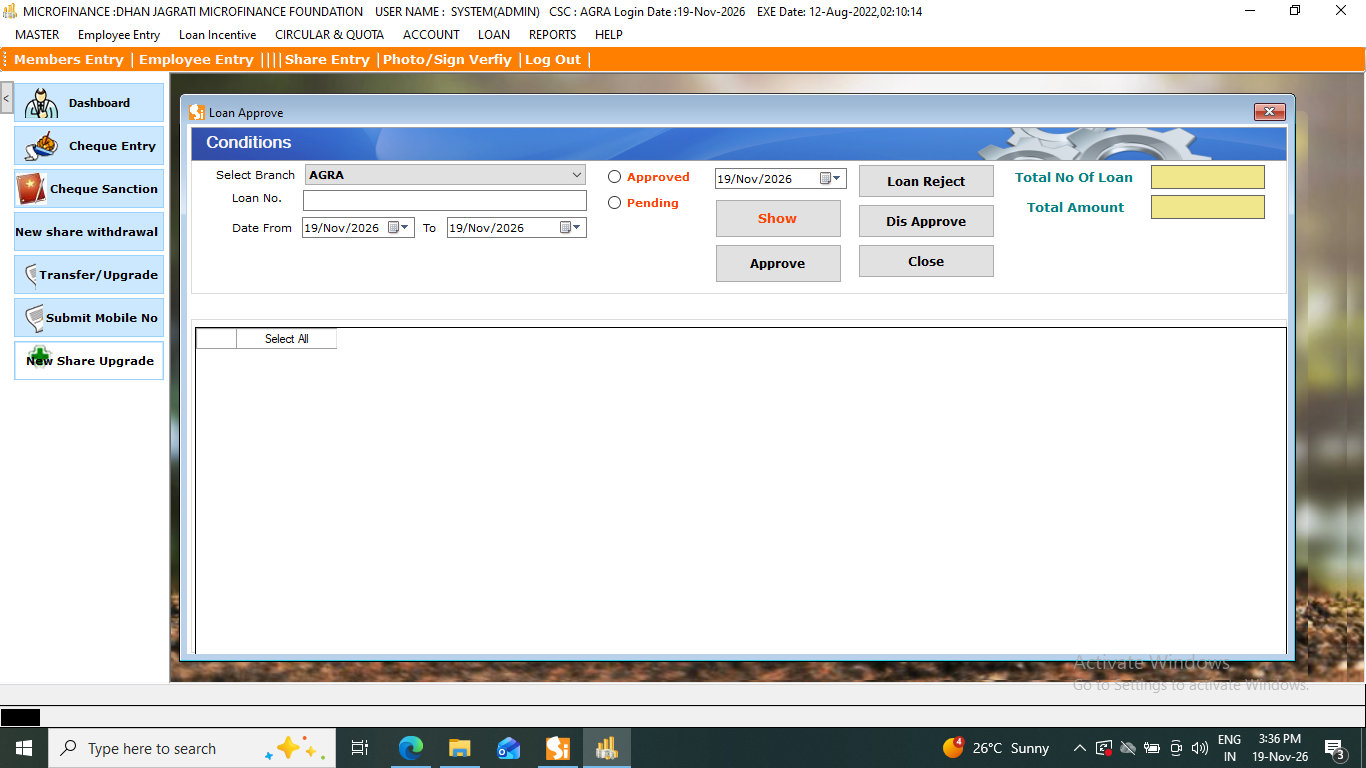 MICROFINANCE :DHAN JAGRATI MICROFINANCE FOUNDATION USER NAME : SYSTEM(ADMIN) CSC : AGRA Login Date :19-Nov-2026 EXE Date: 12-Aug-2022,02:10:14
MASTER Employee Entry Loan Incentive CIRCULAR & QUOTA ACCOUNT LOAN REPORTS HELP
Members Entry | Employee Entry ||||Share Entry |Photo/Sign Verfiy |Log Out |
<
Dashboard
Cheque Entry
Cheque Sanction
New share withdrawal
Transfer/Upgrade
Submit Mobile No
New Share Upgrade
Si Loan Approve
Conditions
Select Branch AGRA
Loan No.
Date From 19/Nov/2026 To 19/Nov/2026
Approved
Pending
19/Nov/2026
Show
Approve
Loan Reject
Dis Approve
Close
Total No Of Loan
Total Amount
Select All
Activate Windows
Go to Settings to activate Windows.
Type here to search
Si
4
26°C Sunny
ENG
IN
3:36 PM
19-Nov-26
3